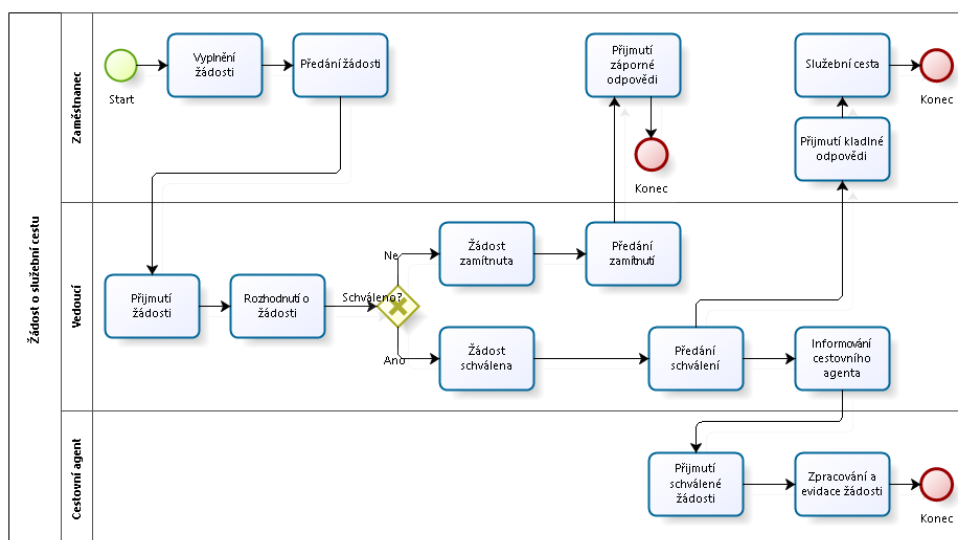 Žádost o služební cestu
Zaměstnanec
Start
Vyplnění
žádosti
Předání žádosti
Přijmutí
záporné
odpovědi
Konec
Služební cesta
Konec
Přijmutí kladlné
odpovědi
Vedoucí
Přijmutí
žádosti
Rozhodnutí o
žádosti
Schváleno?
Ne
Ano
Žádost
zamítnuta
Předání
zamítnutí
Žádost
schválena
Předání
schválení
Informování
cestovního
agenta
Cestovní agent
Přijmutí
schválené
žádosti
Zpracování a
evidace žádosti
Konec